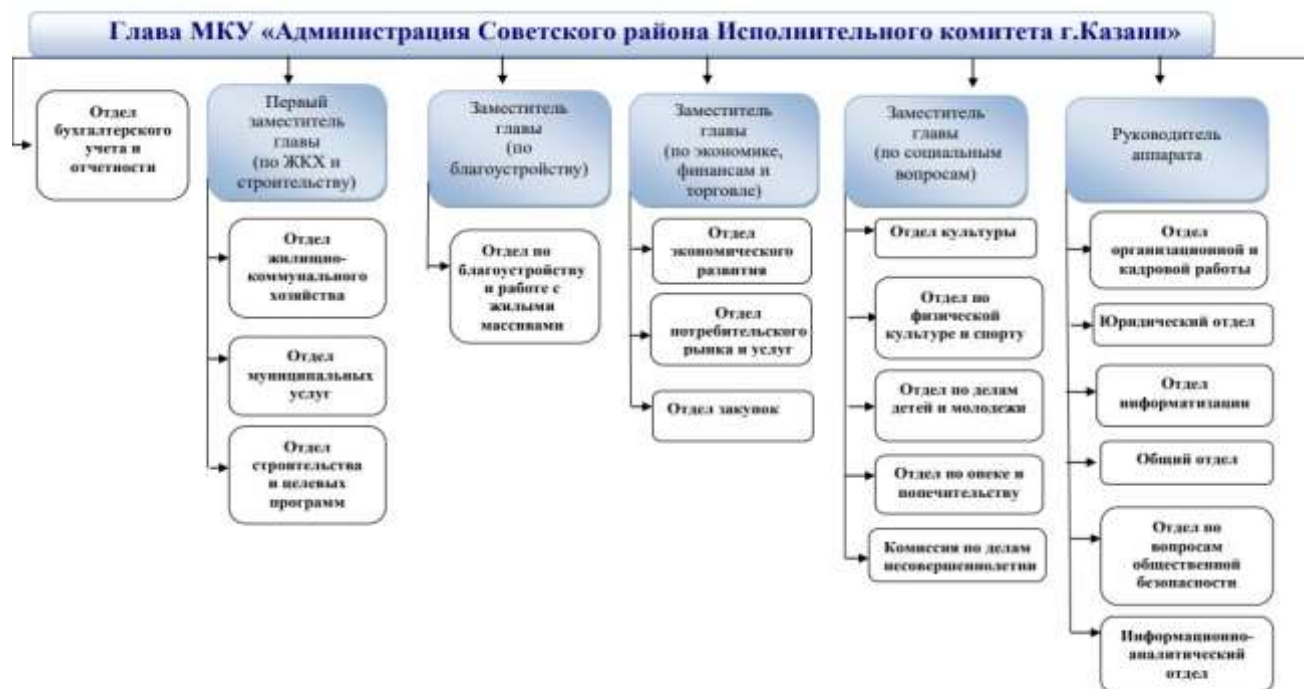 Глава МКУ «Администрация Советского района Исполнительного комитета г.Казани»
Отдел
бухгалтерского
учета и
отчетности
Первый
заместитель
главы
(по ЖКХ и
строительству)
Отдел
жилищно-
коммунального
хозяйства
Отдел
муниципальных
услуг
Отдел
строительства
и целевых
программ
Заместитель
главы
(по
благоустройству)
Отдел по
благоустройству
и работе с
жилыми
массивами
Заместитель
главы
(по экономике,
финансам и
торговле)
Отдел
экономического
развития
Отдел
потребительского
рынка и услуг
Отдел закупок
Заместитель
главы
(по социальным
вопросам)
Отдел культуры
Отдел по
физической
культуре и спорту
Отдел по делам
детей и молодежи
Отдел по опеке и
попечительству
Комиссия по делам
несовершеннолетни
Руководитель
аппарата
Отдел
организационной и
кадровой работы
Юридический отдел
Отдел
информатизации
Общий отдел
Отдел по
вопросам
общественной
безопасности
Информационно-
аналитический
отдел